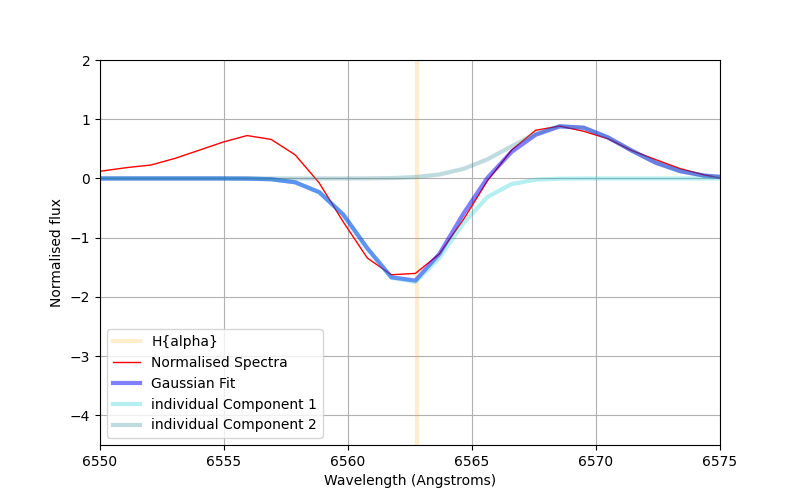 2
1
0
−1
−2
−3
−4
Normalised flux
H{alpha}
Normalised Spectra
Gaussian Fit
individual Component 1
individual Component 2
6550 6555 6560 6565 6570 6575
Wavelength (Angstroms)